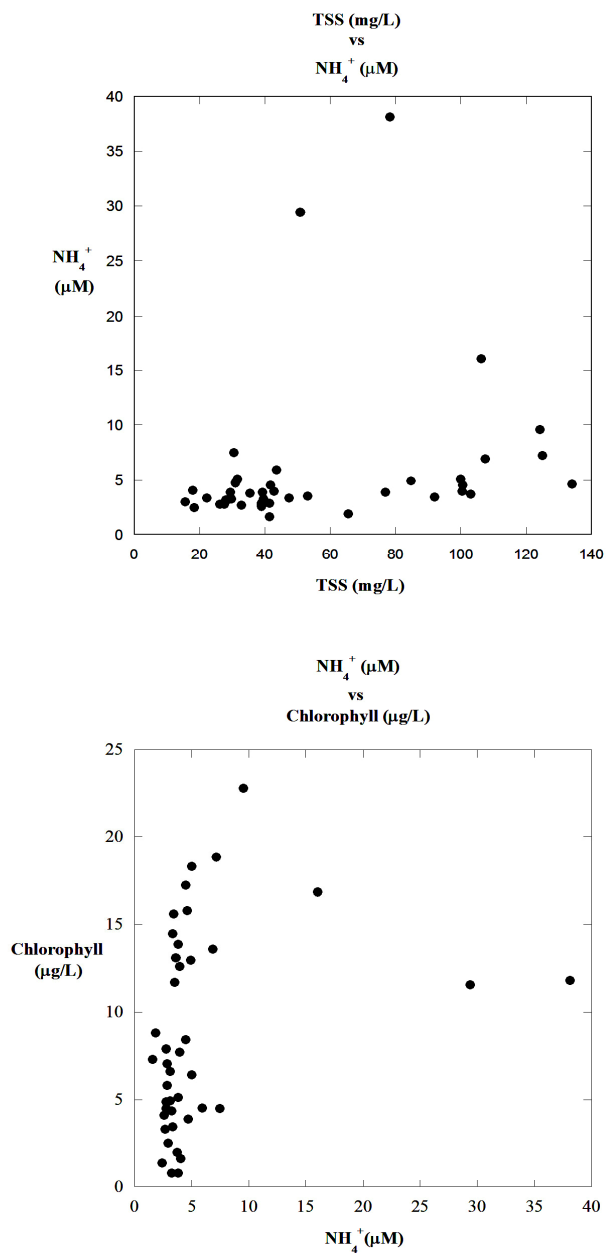 TSS (mg/L)
vs
NH4+ (µM)
40
35
30
25
20
15
10
5
0
NH4+
(µM)
0 20 40 60 80 100 120 140
TSS (mg/L)
NH4+ (µM)
vs
Chlorophyll (µg/L)
25
20
15
10
5
0
Chlorophyll
(µg/L)
0 5 10 15 20 25 30 35 40
NH4+(µM)